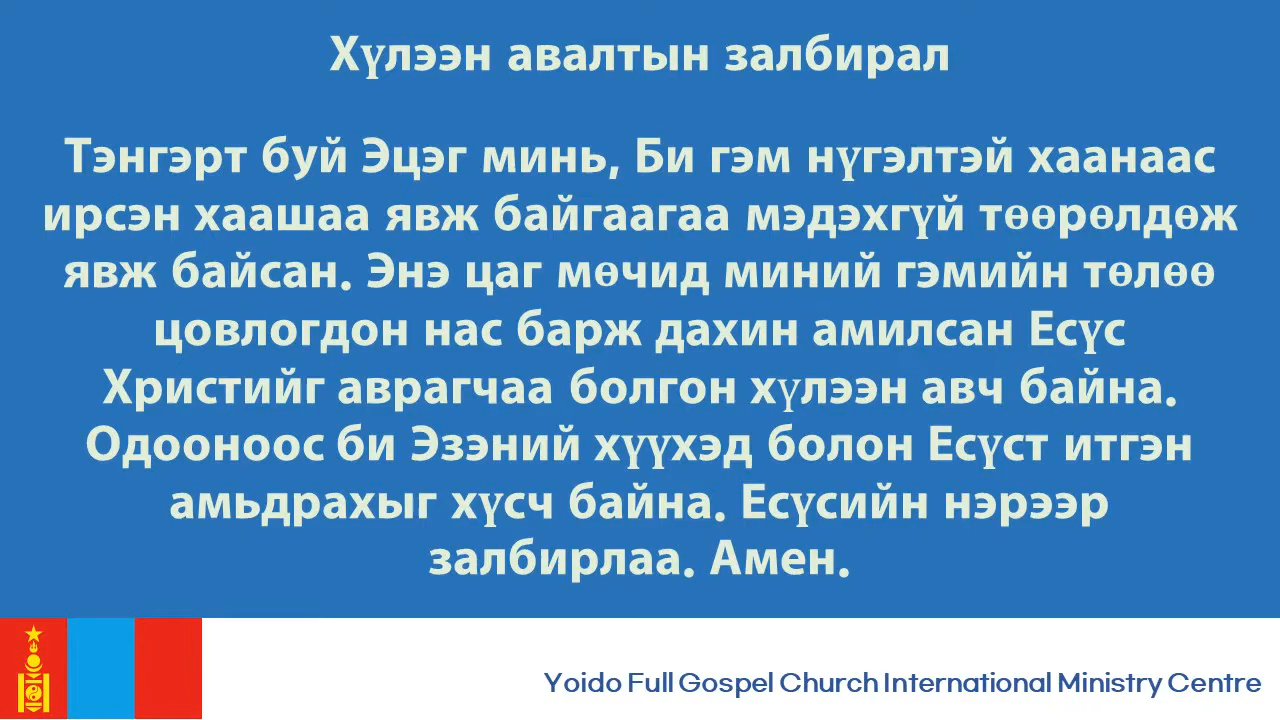 Хүлээн авалтын залбирал
Тэнгэрт буй Эцэг минь, Би гэм нүгэлтэй хаанаас
ирсэн хаашаа явж байгаагаа мэдэхгүй төөрөлдөж
явж байсан. Энэ цаг мөчид миний гэмийн төлөө
цовлогдон нас барж дахин амилсан Есүс
Христийг аврагчаа болгон хүлээн авч байна.
Одооноос би Эзэний хүүхэд болон Есүст итгэн
амьдрахыг хүсч байна. Есүсийн нэрээр
залбирлаа. Амен.
Yoido Full Gospel Church International Ministry Centre